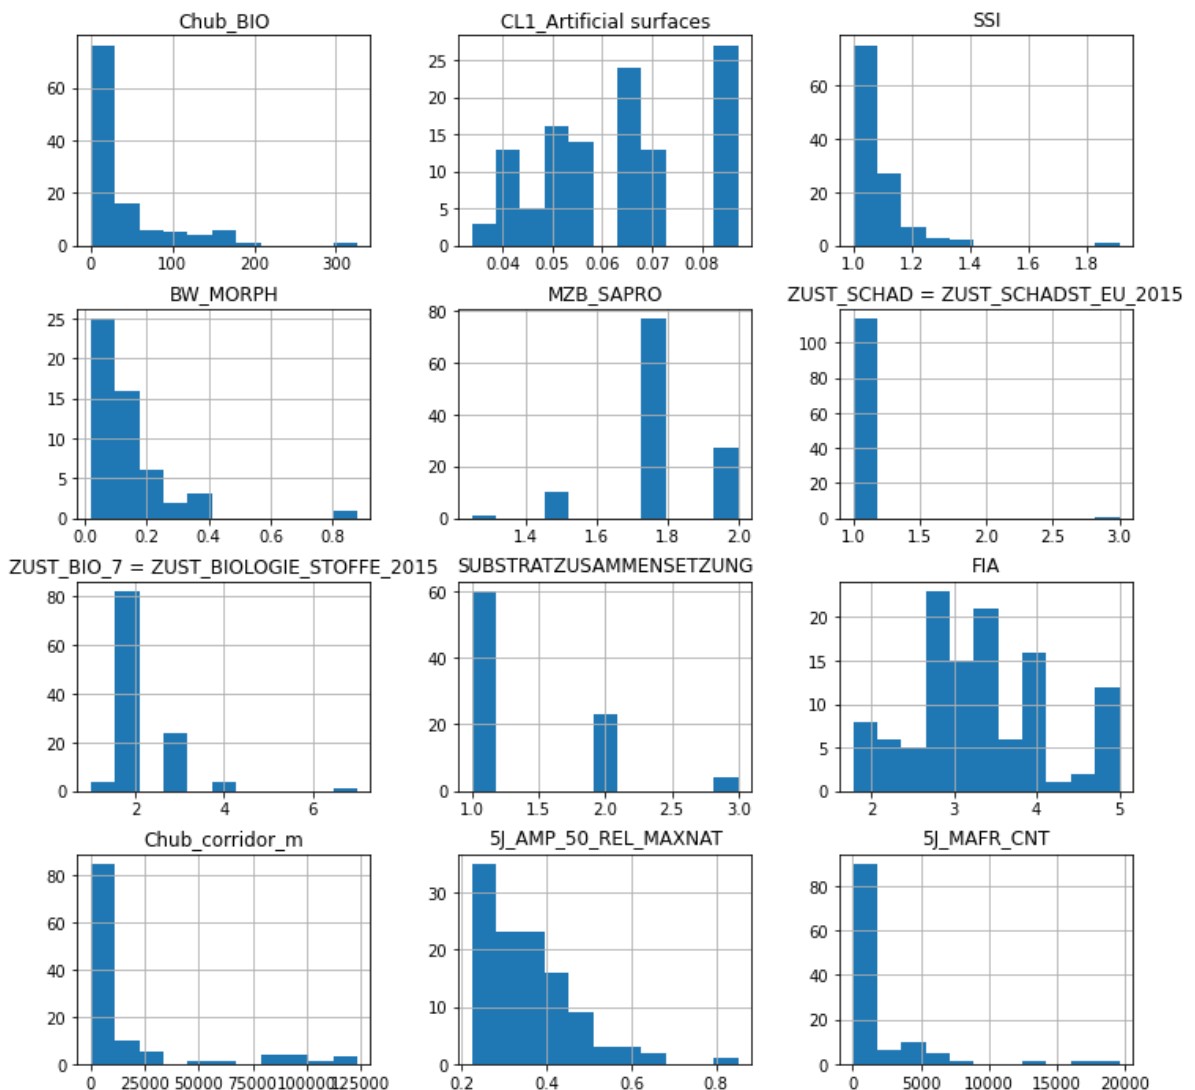 Chub_BIO
CL1_Artificial surfaces
SSI
60
40
20
0
0 100 200 300
25
20
15
10
5
0
0.04 0.05 0.06 0.07 0.08
60
40
20
0
1.0 1.2 1.4 1.6 1.8
BW_MORPH
MZB_SAPRO
ZUST_SCHAD = ZUST_SCHADST_EU_2015
25
20
15
10
5
0
0.0 0.2 0.4 0.6 0.8
80
60
40
20
0
1.4 1.6 1.8 2.0
100
80
60
40
20
0
1.0 1.5 2.0 2.5 3.0
ZUST_BIO_7 = ZUST_BIOLOGIE_STOFFE_2015
SUBSTRATZUSAMMENSETZUNG
FIA
80
60
40
20
0
2 4 6
60
40
20
0
1.0 1.5 2.0 2.5 3.0
20
15
10
5
0
2 3 4 5
Chub_corridor_m
5J_AMP_50_REL_MAXNAT
5J_MAFR_CNT
80
60
40
20
0
0 25000 50000 75000 100000 125000
30
20
10
0
0.2 0.4 0.6 0.8
80
60
40
20
0
0 5000 10000 15000 20000